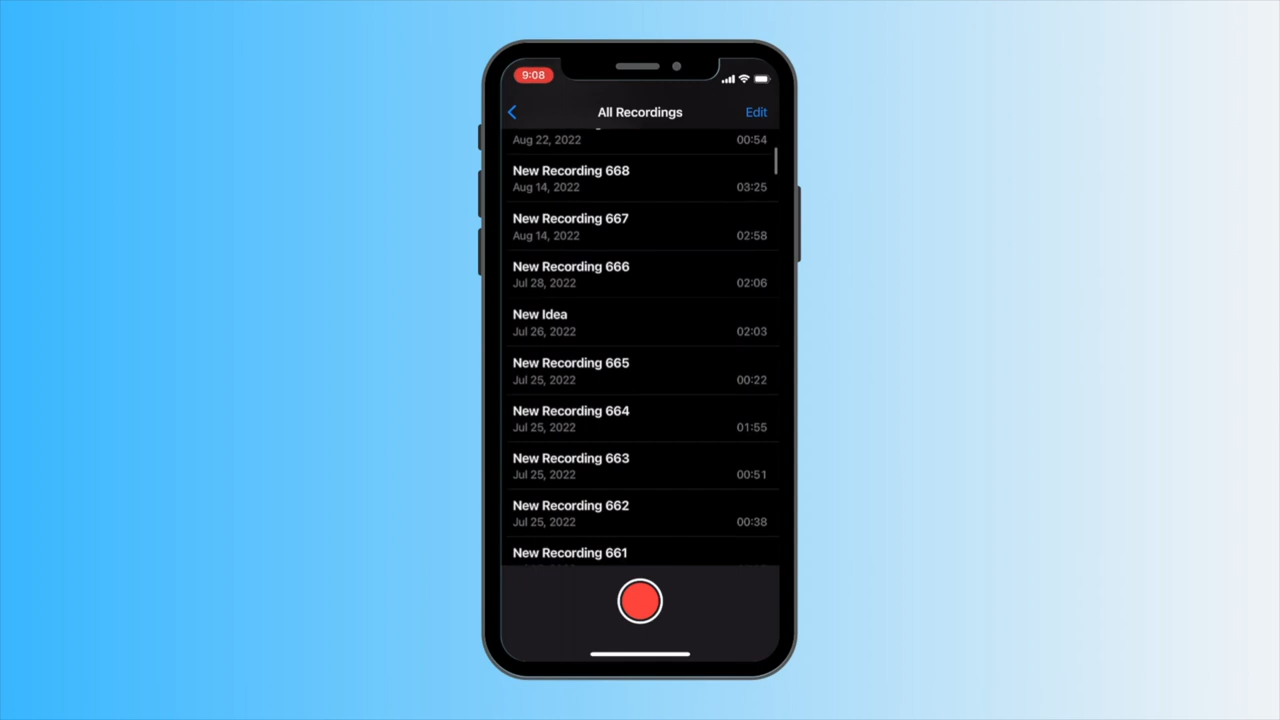 9:08
All Recordings Edit
Aug 22, 2022 00:54
New Recording 668
Aug 14, 2022 03:25
New Recording 667
Aug 14, 2022 02:58
New Recording 666
Jul 28, 2022 02:06
New Idea
Jul 26, 2022 02:03
New Recording 665
Jul 25, 2022 00:22
New Recording 664
Jul 25, 2022 01:55
New Recording 663
Jul 25, 2022 00:51
New Recording 662
Jul 25, 2022 00:38
New Recording 661